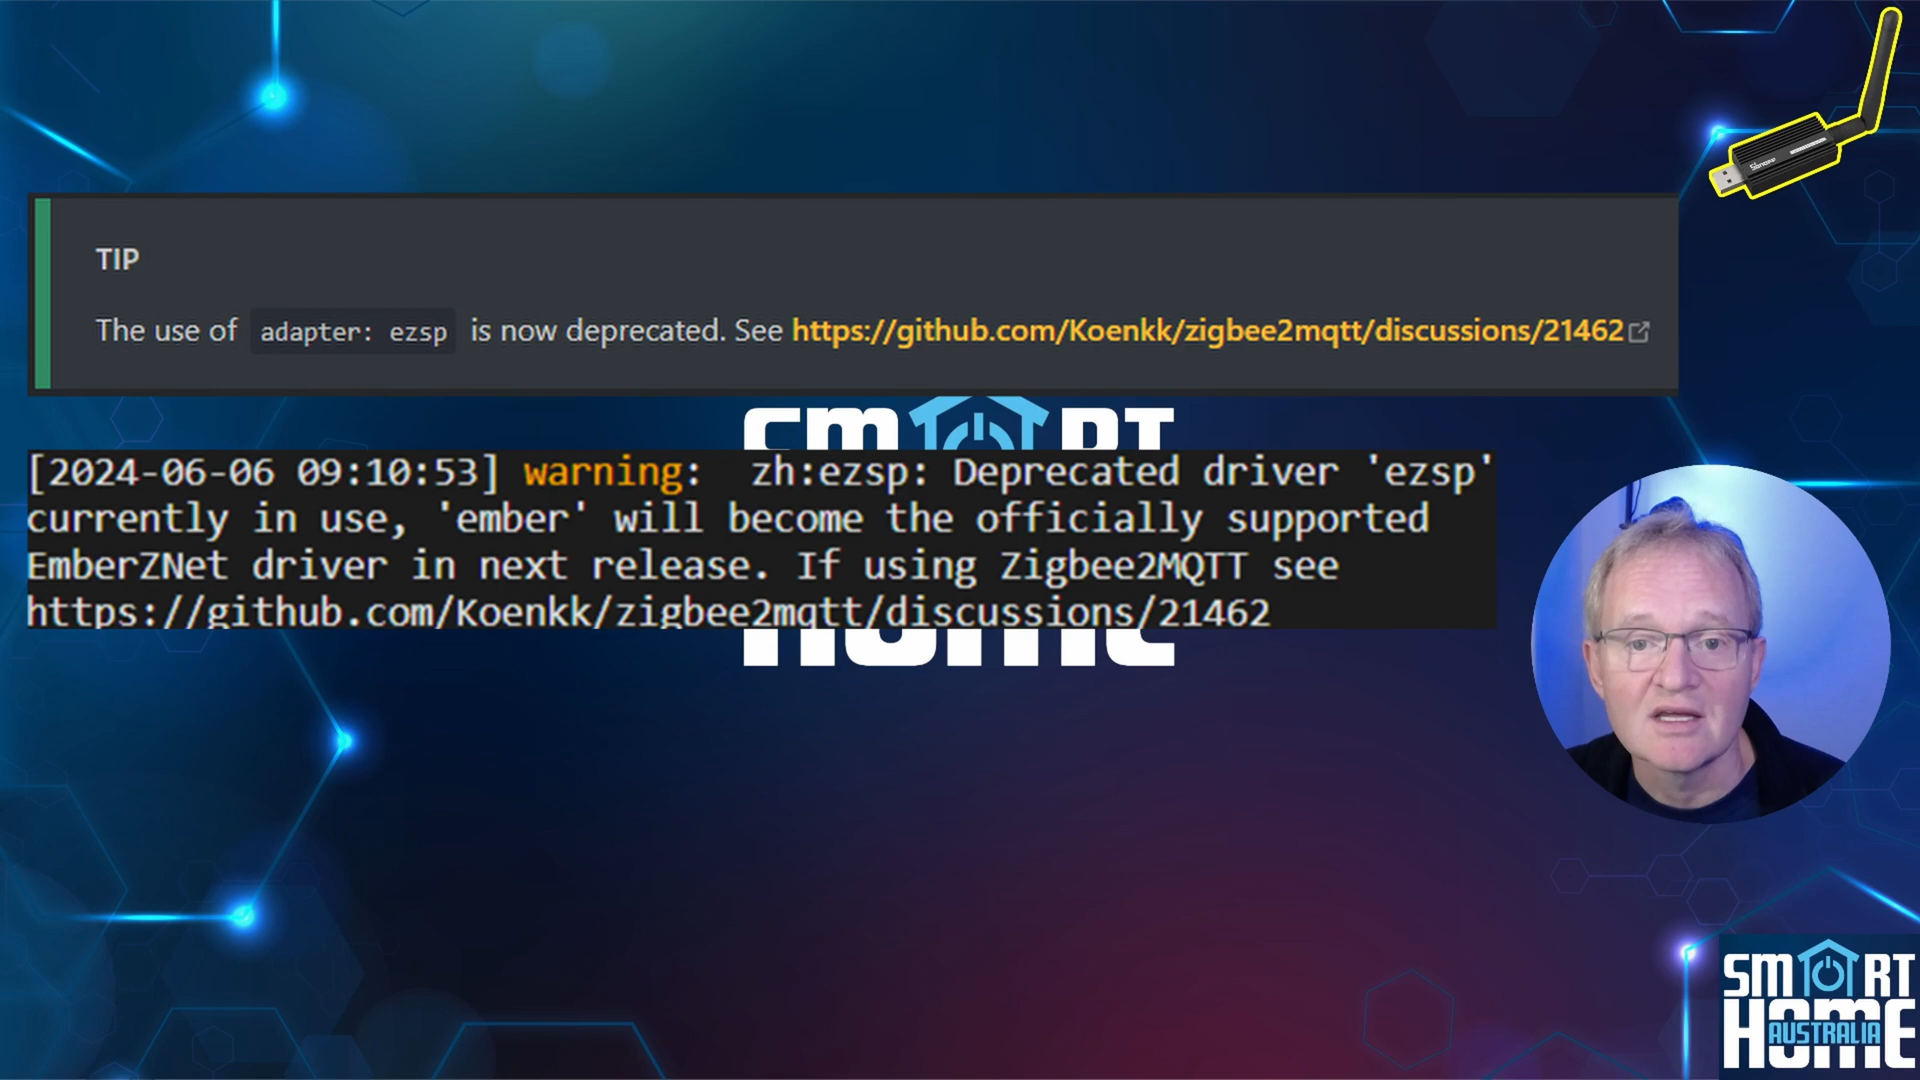 TIP
The use of adapter: ezsp is now deprecated. See https://github.com/Koenkk/zigbee2mqtt/discussions/21462
SMART
[2024-06-06 09:10:53] warning:  zh:ezsp: Deprecated driver 'ezsp'
currently in use, 'ember' will become the officially supported
EmberZNet driver in next release. If using Zigbee2MQTT see
https://github.com/Koenkk/zigbee2mqtt/discussions/21462
HOME
SONOFF
SMART
HOME
AUSTRALIA